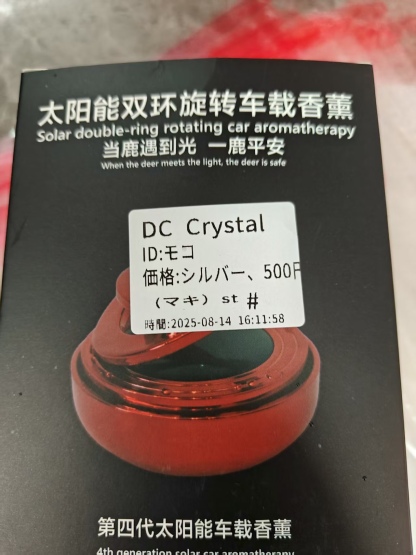 太阳能双环旋转车载香薰
Solar double-ring rotating car aromatherapy
当鹿遇到光 一鹿平安
When the deer meets the light, the deer is safe
DC Crystal
ID:モコ
価格:シルバー、500円
(マキ) st #
時間:2025-08-14 16:11:58
第四代太阳能车载香薰
4th generation solar car aromatherapy